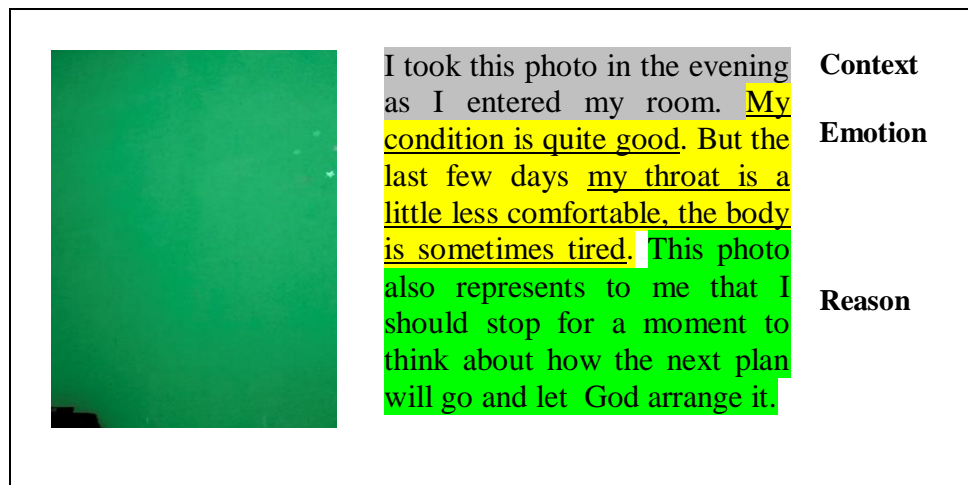 I took this photo in the evening
as I entered my room. My
condition is quite good. But the
last few days my throat is a
little less comfortable, the body
is sometimes tired. This photo
also represents to me that I
should stop for a moment to
think about how the next plan
will go and let God arrange it.
Context
Emotion
Reason